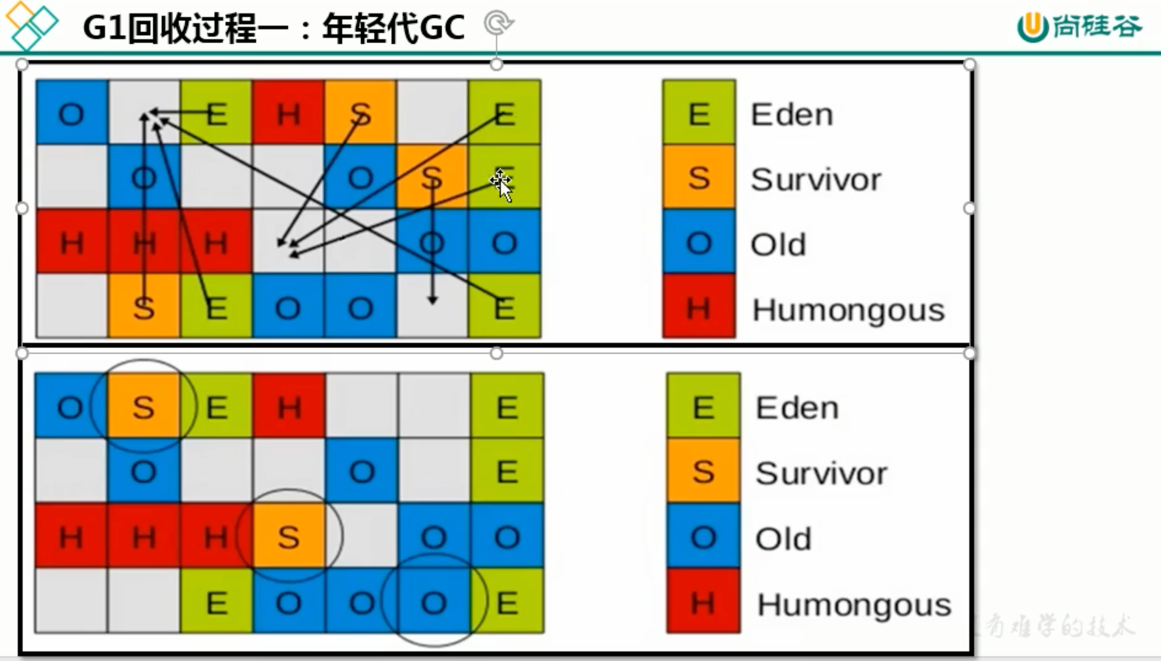 G1回收过程一：年轻代GC
尚硅谷
O E H S E
O O S E
H H H O O
S E O O E
E Eden
S Survivor
O Old
H Humongous
O S E H E
O O E
H H H S O O
E O O O E
E Eden
S Survivor
O Old
H Humongous
有难学的技术